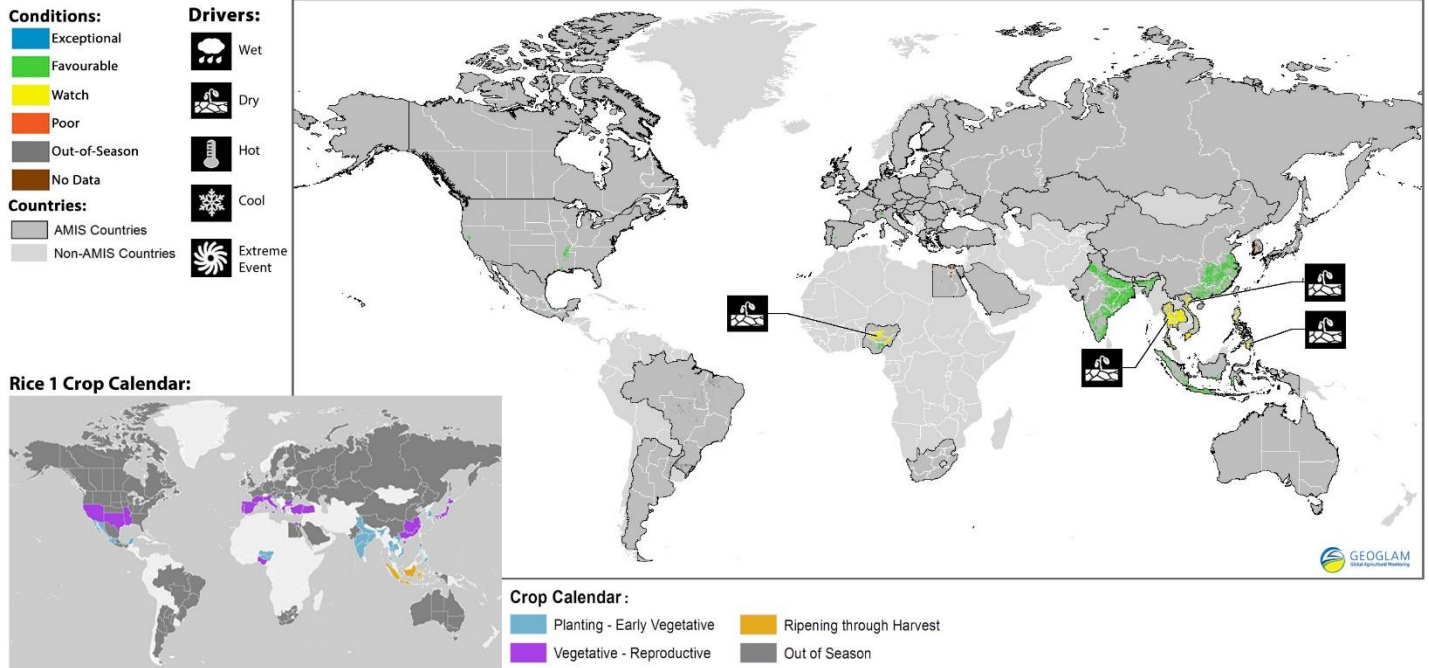 Conditions:
Exceptional
Favourable
Watch
Poor
Out-of-Season
No Data
Countries:
AMIS Countries
Non-AMIS Countries
Drivers:
Wet
Dry
Hot
Cool
Extreme
Event
GEOGLAM
Global Agricultural Monitoring
Rice 1 Crop Calendar:
Crop Calendar :
Planting - Early Vegetative
Vegetative - Reproductive
Ripening through Harvest
Out of Season